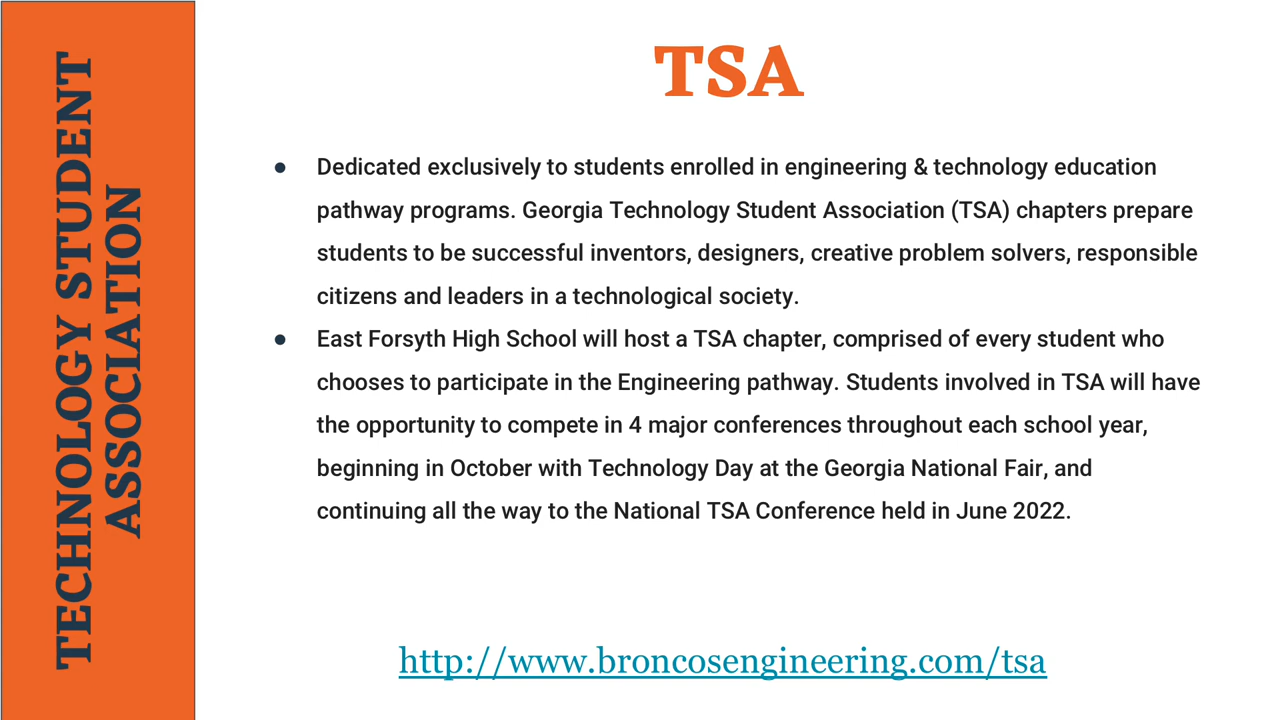 TECHNOLOGY STUDENT
ASSOCIATION
TSA
● Dedicated exclusively to students enrolled in engineering & technology education
pathway programs. Georgia Technology Student Association (TSA) chapters prepare
students to be successful inventors, designers, creative problem solvers, responsible
citizens and leaders in a technological society.
● East Forsyth High School will host a TSA chapter, comprised of every student who
chooses to participate in the Engineering pathway. Students involved in TSA will have
the opportunity to compete in 4 major conferences throughout each school year,
beginning in October with Technology Day at the Georgia National Fair, and
continuing all the way to the National TSA Conference held in June 2022.
http://www.broncosengineering.com/tsa